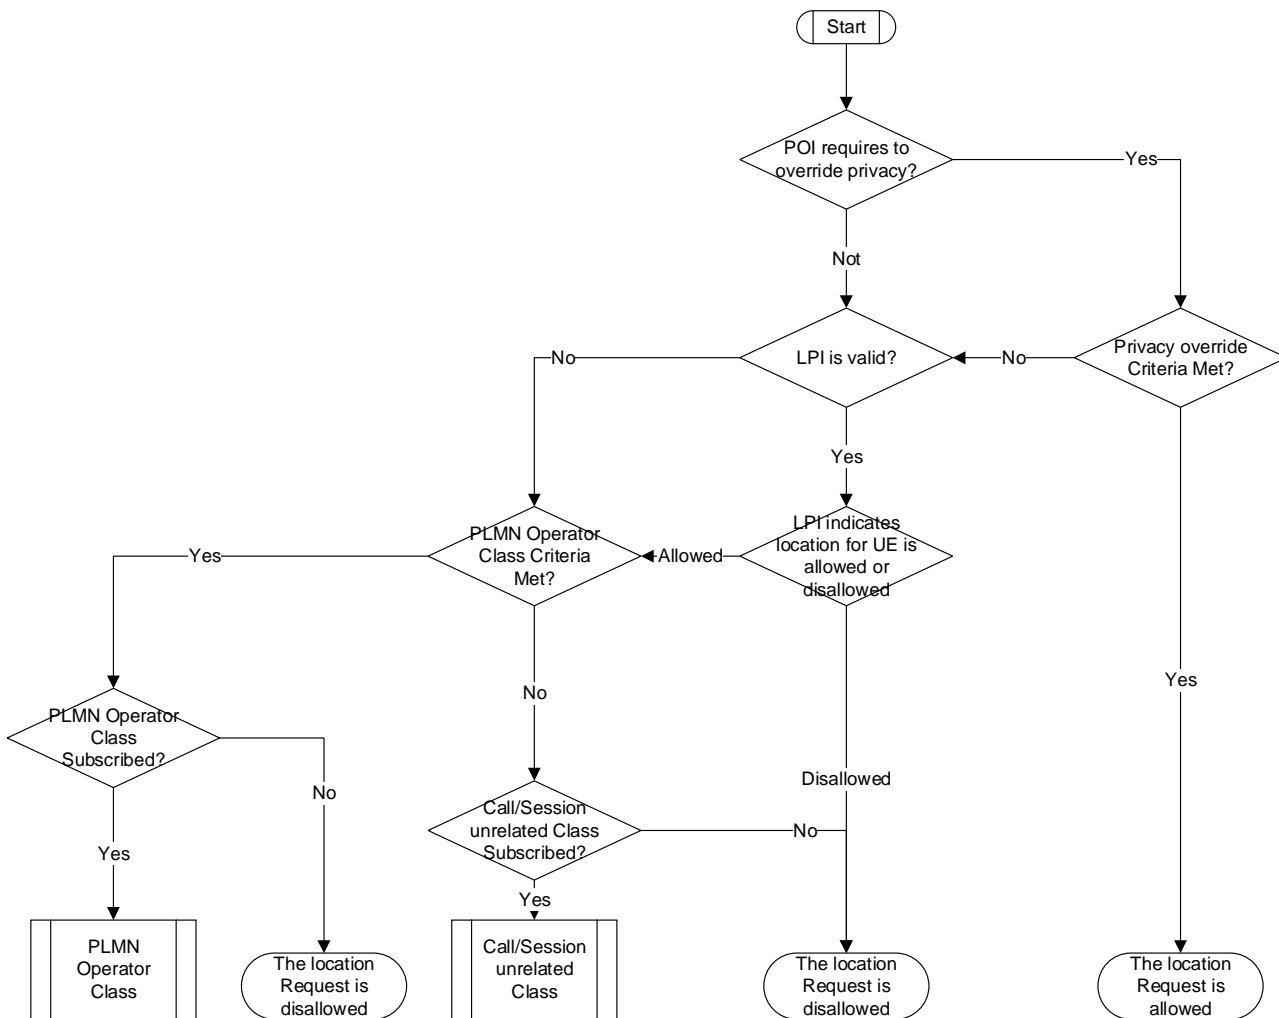 Start
POI requires to
override privacy?
Yes
Not
LPI is valid?
No
Privacy override
Criteria Met?
No
Yes
PLMN Operator
Class Criteria
Met?
Allowed
LPI indicates
location for UE is
allowed or
disallowed
Yes
No
Yes
PLMN Operator
Class
Subscribed?
No
Disallowed
Call/Session
unrelated Class
Subscribed?
No
Yes
Yes
PLMN
Operator
Class
The location
Request is
disallowed
Call/Session
unrelated
Class
The location
Request is
disallowed
The location
Request is
allowed